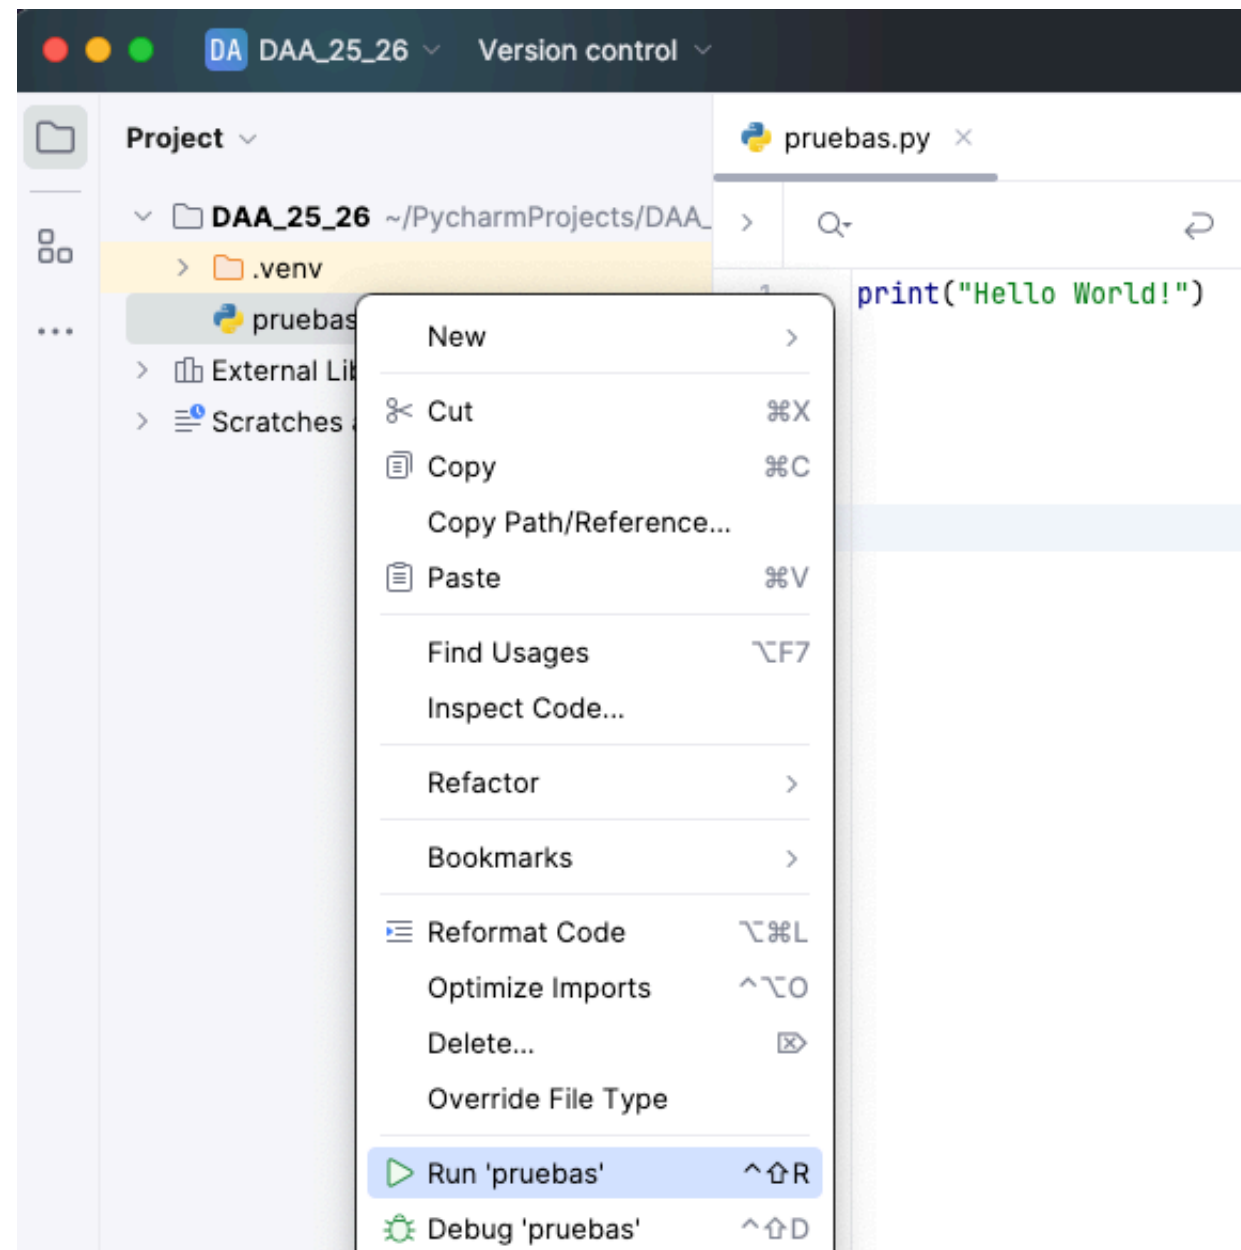 DA DAA_25_26 Version control
Project
pruebas.py
DAA_25_26 ~/PycharmProjects/DAA_
.venv
pruebas
External Lib
Scratches
1 print("Hello World!")
New
Cut ⌘X
Copy ⌘C
Copy Path/Reference...
Paste ⌘V
Find Usages ⌥F7
Inspect Code...
Refactor
Bookmarks
Reformat Code ⌥⌘L
Optimize Imports ^⌥O
Delete... ⌦
Override File Type
Run 'pruebas' ^⇧R
Debug 'pruebas' ^⇧D